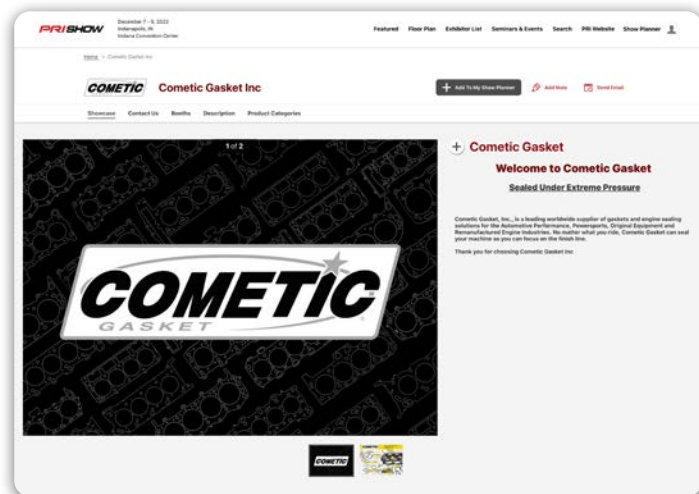 PRI SHOW
December 7 - 9, 2023
Indianapolis, IN
Indiana Convention Center
Featured Floor Plan Exhibitor List Seminars & Events Search PRI Website Show Planner
Home > Cometic Gasket Inc
COMETIC
Cometic Gasket Inc
Add To My Show Planner
Add Note
Send Email
Showcase Contact Us Booths Description Product Categories
1 of 2
COMETIC
GASKET
Cometic Gasket
Welcome to Cometic Gasket
Sealed Under Extreme Pressure
Cometic Gasket, Inc., is a leading worldwide supplier of gaskets and engine sealing
solutions for the Automotive Performance, Powersports, Original Equipment and
Remanufactured Engine Industries. No matter what you ride, Cometic Gasket can seal
your machine so you can focus on the finish line.
Thank you for choosing Cometic Gasket Inc
COMETIC
COMETIC